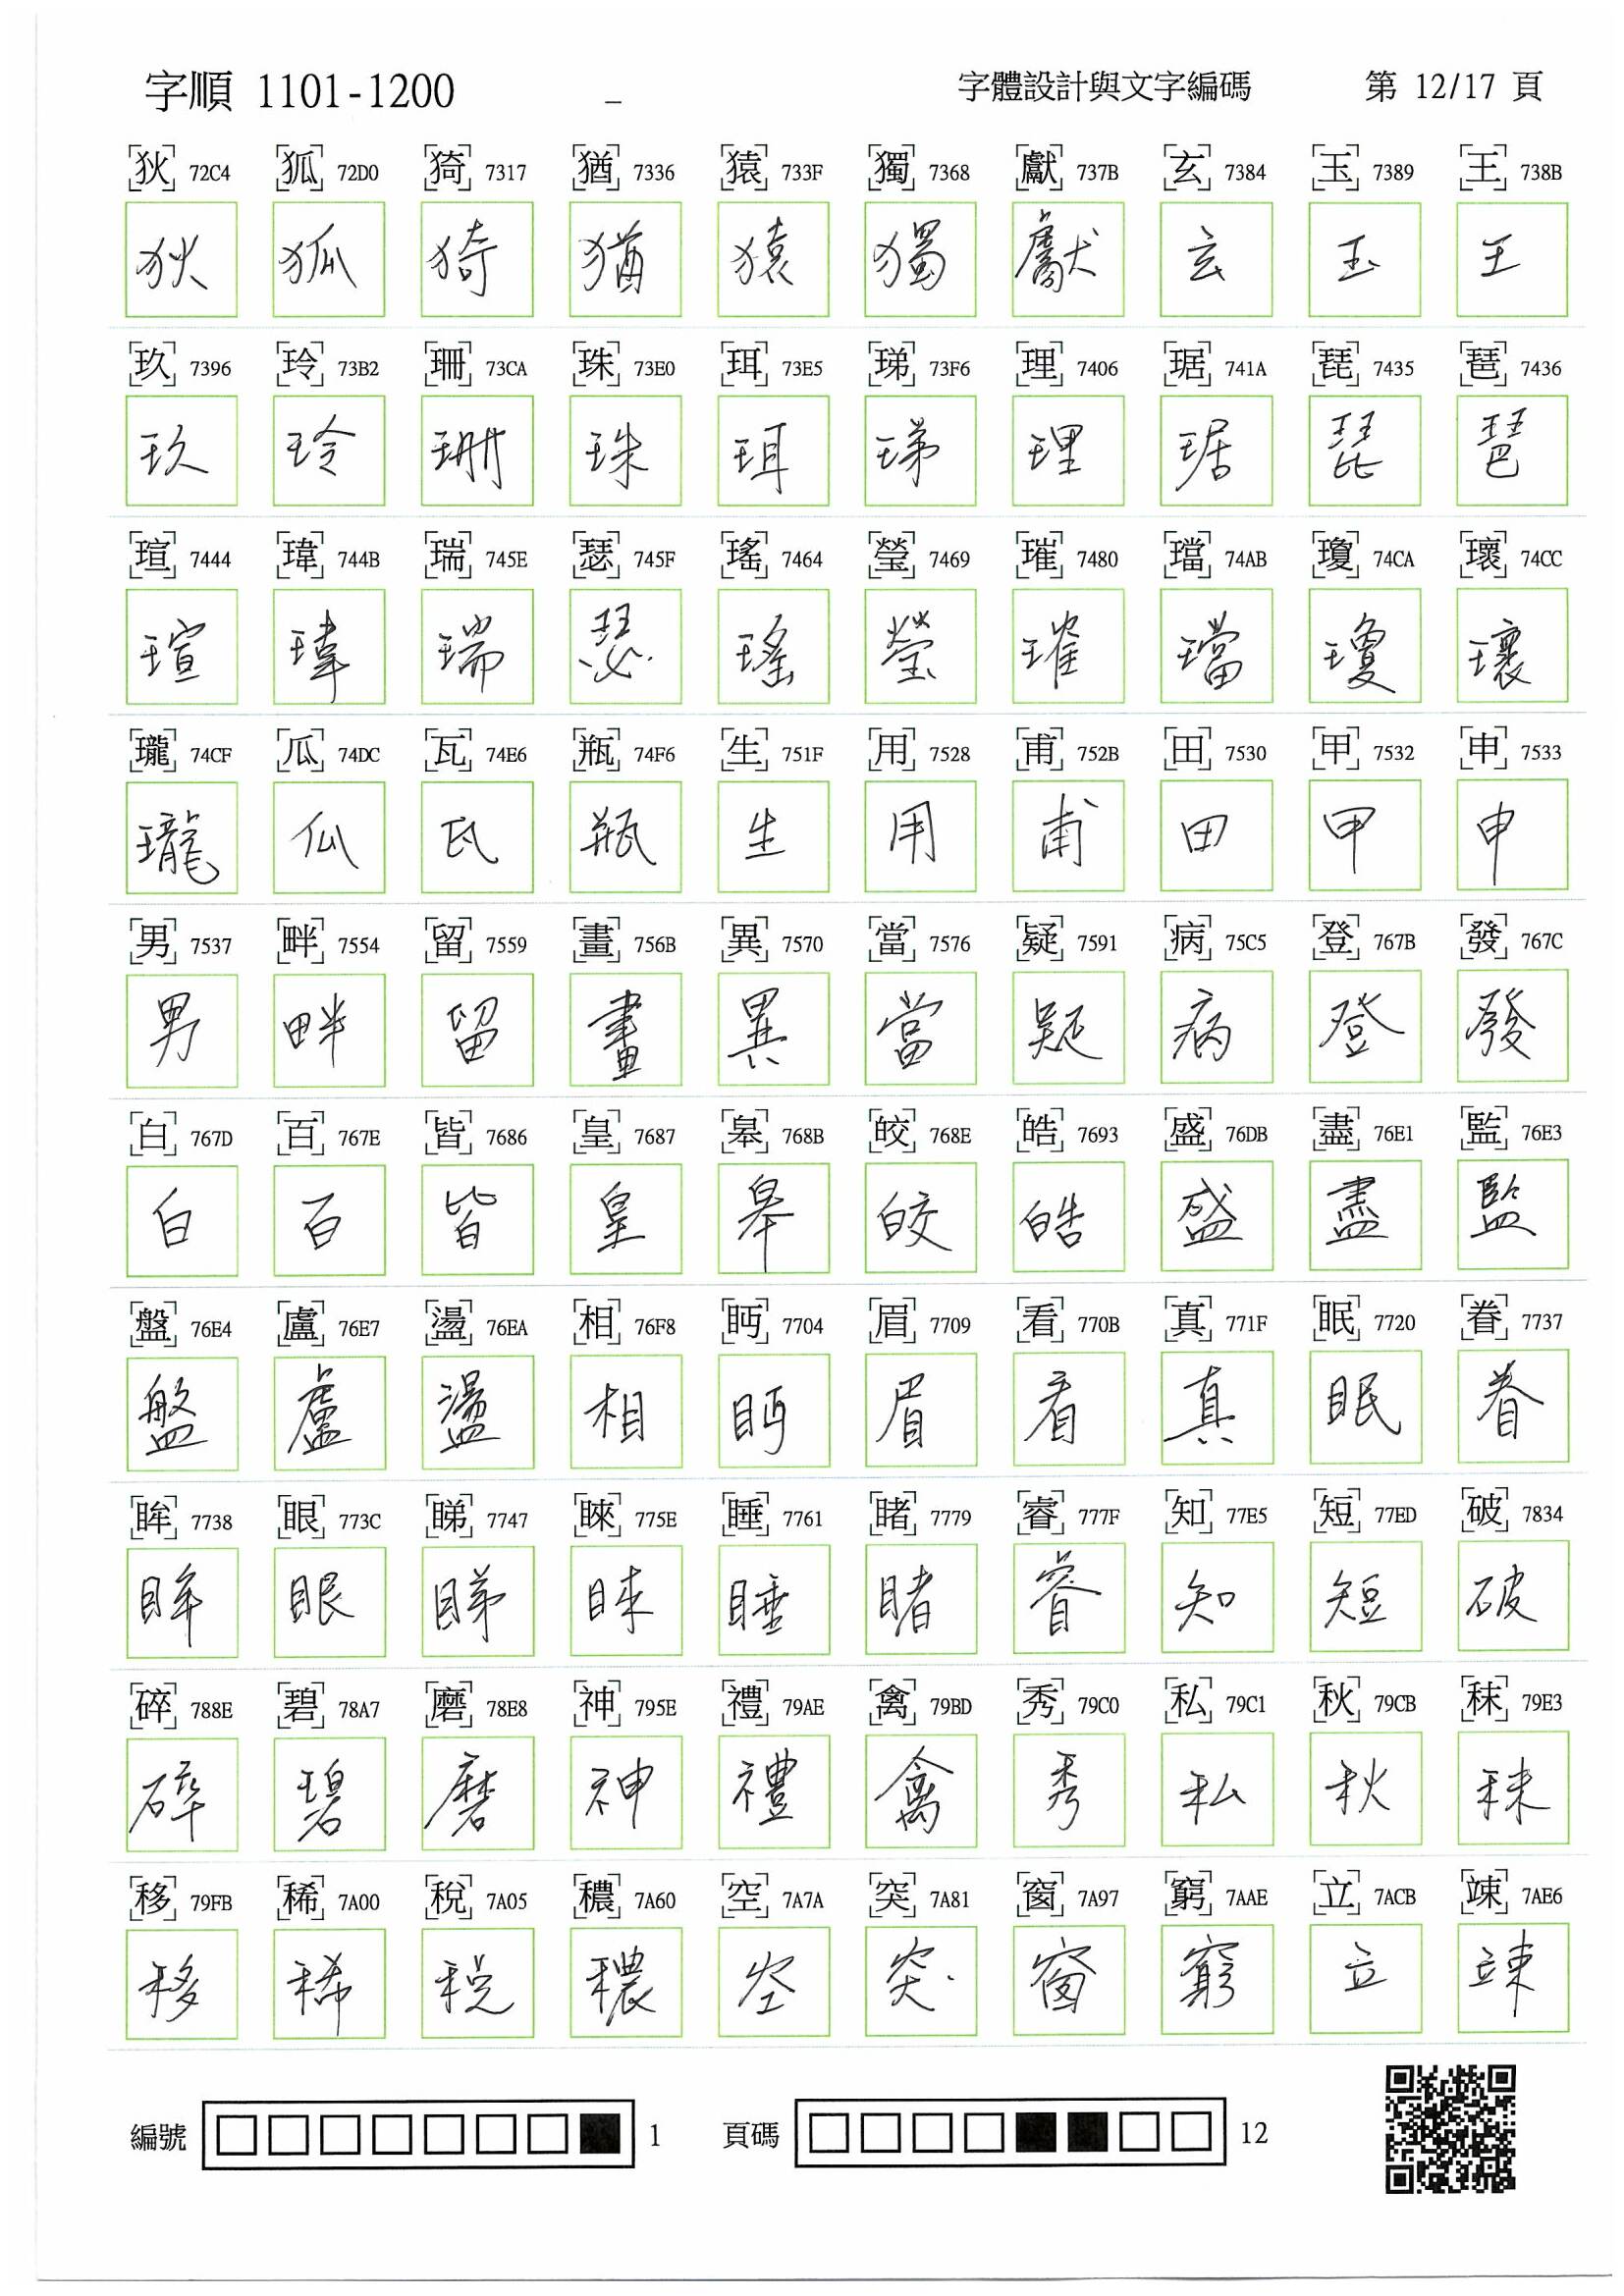 字順 1101-1200 _ 字體設計與文字編碼 第 12/17 頁
狄 72C4 狐 72D0 猗 7317 猶 7336 猿 733F 獨 7368 獻 737B 玄 7384 玉 7389 王 738B
狄 狐 猗 猶 猿 獨 獻 玄 玉 王
玖 7396 玲 73B2 珊 73CA 珠 73E0 珥 73E5 珶 73F6 理 7406 琚 741A 琵 7435 琶 7436
玖 玲 珊 珠 珥 珶 理 琚 琵 琶
瑄 7444 瑋 744B 瑞 745E 瑟 745F 瑤 7464 瑩 7469 璀 7480 璫 74AB 瓊 74CA 瓌 74CC
瑄 瑋 瑞 瑟 瑤 瑩 璀 璫 瓊 瓌
瓏 74CF 瓜 74DC 瓦 74E6 瓶 74F6 生 751F 用 7528 甫 752B 田 7530 甲 7532 申 7533
瓏 瓜 瓦 瓶 生 用 甫 田 甲 申
男 7537 畔 7554 留 7559 畫 756B 異 7570 當 7576 疑 7591 病 75C5 登 767B 發 767C
男 畔 留 畫 異 當 疑 病 登 發
白 767D 百 767E 皆 7686 皇 7687 皋 768B 皎 768E 皓 7693 盛 76DB 盡 76E1 監 76E3
白 百 皆 皇 皋 皎 皓 盛 盡 監
盤 76E4 盧 76E7 盪 76EA 相 76F8 眄 7704 眉 7709 看 770B 真 771F 眠 7720 眷 7737
盤 盧 盪 相 眄 眉 看 真 眠 眷
眸 7738 眼 773C 睇 7747 睞 775E 睡 7761 睹 7779 睿 777F 知 77E5 短 77ED 破 7834
眸 眼 睇 睞 睡 睹 睿 知 短 破
碎 788E 碧 78A7 磨 78E8 神 795E 禮 79AE 禽 79BD 秀 79C0 私 79C1 秋 79CB 秣 79E3
碎 碧 磨 神 禮 禽 秀 私 秋 秣
移 79FB 稀 7A00 稅 7A05 穠 7A60 空 7A7A 突 7A81 窗 7A97 窮 7AAE 立 7ACB 竦 7AE6
移 稀 稅 穠 空 突 窗 窮 立 竦
編號 1 頁碼 12